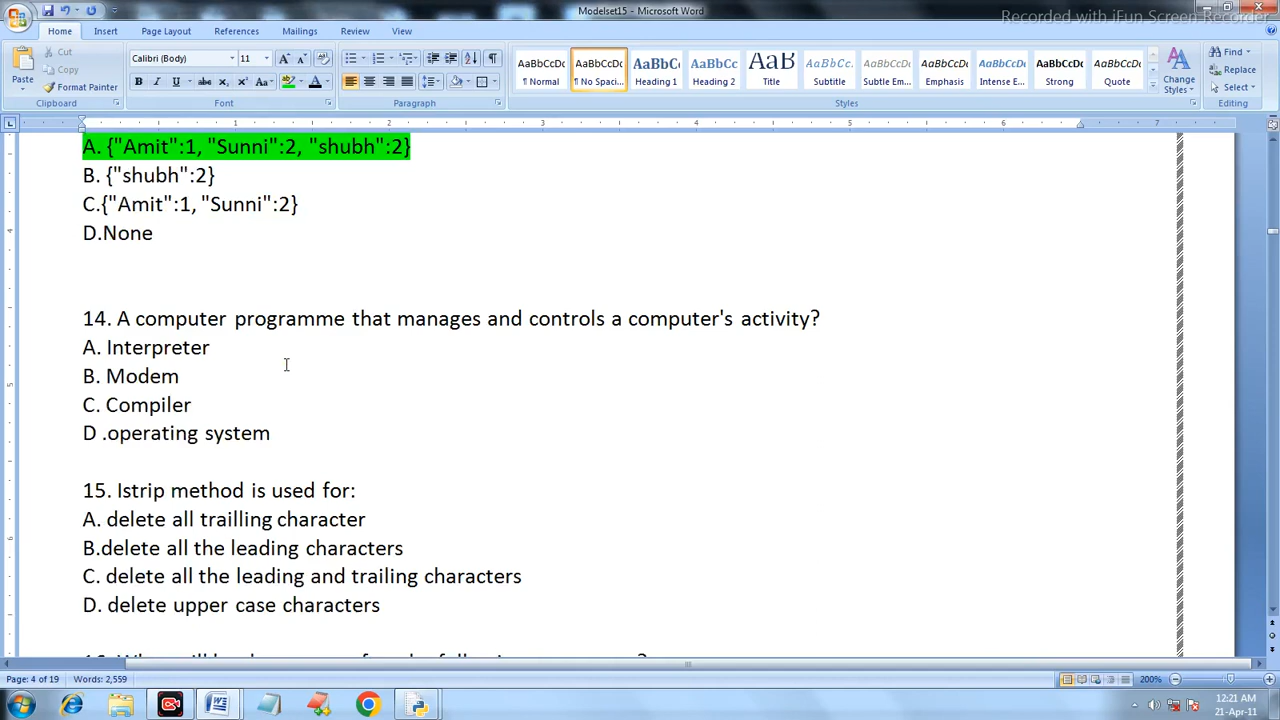 Modelset15 - Microsoft Word
Recorded with iFun Screen Recorder
Home Insert Page Layout References Mailings Review View
Cut
Copy
Format Painter
Paste
Clipboard
Calibri (Body) 11
Font
Paragraph
AaBbCcDc AaBbCcDc AaBbC AaBbCc AaB AaBbCc. AaBbCcDc AaBbCcDc AaBbCcDc AaBbCcDc AaBbCcDc
¶ Normal ¶ No Spaci... Heading 1 Heading 2 Title Subtitle Subtle Em... Emphasis Intense E... Strong Quote
Change Styles
Styles
Find
Replace
Select
Editing
A. {"Amit":1, "Sunni":2, "shubh":2}
B. {"shubh":2}
C.{"Amit":1, "Sunni":2}
D.None
14. A computer programme that manages and controls a computer's activity?
A. Interpreter
B. Modem
C. Compiler
D .operating system
15. Istrip method is used for:
A. delete all trailling character
B.delete all the leading characters
C. delete all the leading and trailing characters
D. delete upper case characters
Page: 4 of 19 Words: 2,559
200%
12:21 AM
21-Apr-11